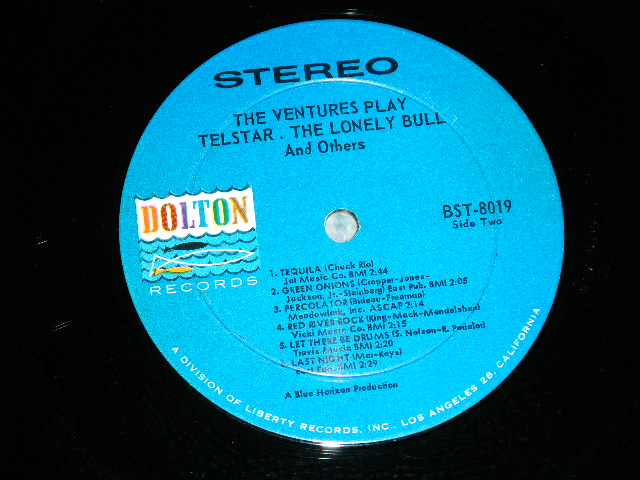 STEREO
THE VENTURES PLAY
TELSTAR . THE LONELY BULL
And Others
DOLTON
RECORDS
BST-8019
Side Two
1. TEQUILA (Chuck Rio)
Jat Music Co. BMI 2:44
2. GREEN ONIONS (Cropper-Jones-
Jackson, Jr.-Steinberg) East Pub. BMI 2:05
3. PERCOLATOR (Bideau-Freeman)
Meadowlark, Inc. ASCAP 2:14
4. RED RIVER ROCK (King-Mack-Mendelshon)
Vicki Music Co. BMI 2:15
5. LET THERE BE DRUMS (S. Nelson-R. Podolor)
Travis Music BMI 2:20
6. LAST NIGHT (Mar-Keys)
East Pub. BMI 2:29
A Blue Horizon Production
A DIVISION OF LIBERTY RECORDS, INC., LOS ANGELES 28, CALIFORNIA